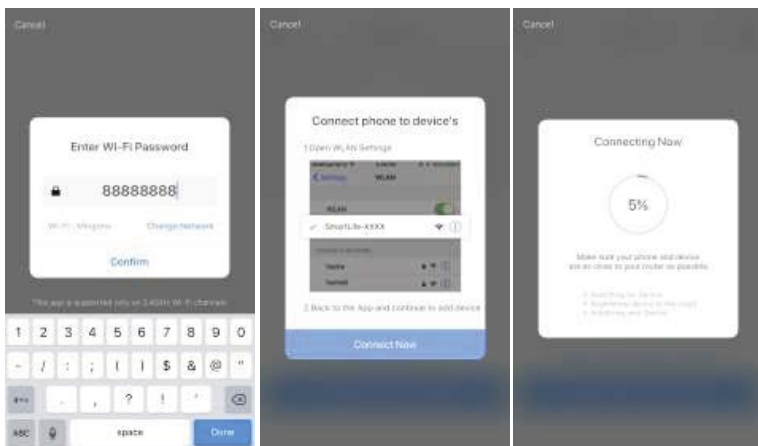 Cancel
Enter Wi-Fi Password
88888888
Change Network
Confirm
This app is supported only on 2.4GHz Wi-Fi channels
1 2 3 4 5 6 7 8 9 0
- / : ; ( ) $ & @ "
#+= . , ? ! ' 
ABC space Done
Cancel
Connect phone to device's
1 Open WLAN Settings
Settings WLAN
WLAN
SmartLife-XXXX
2 Back to the App and continue to add device
Connect Now
Cancel
Connecting Now
5%
Make sure your phone and device
are as close to your router as possible